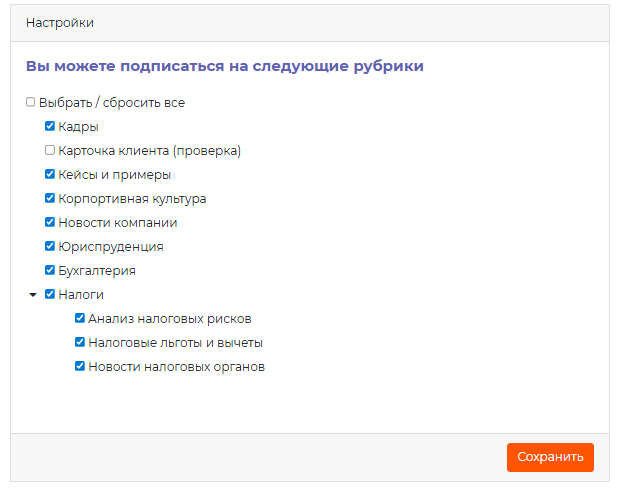 Настройки
Вы можете подписаться на следующие рубрики
Выбрать / сбросить все
Кадры
Карточка клиента (проверка)
Кейсы и примеры
Корпортивная культура
Новости компании
Юриспруденция
Бухгалтерия
Налоги
Анализ налоговых рисков
Налоговые льготы и вычеты
Новости налоговых органов
Сохранить